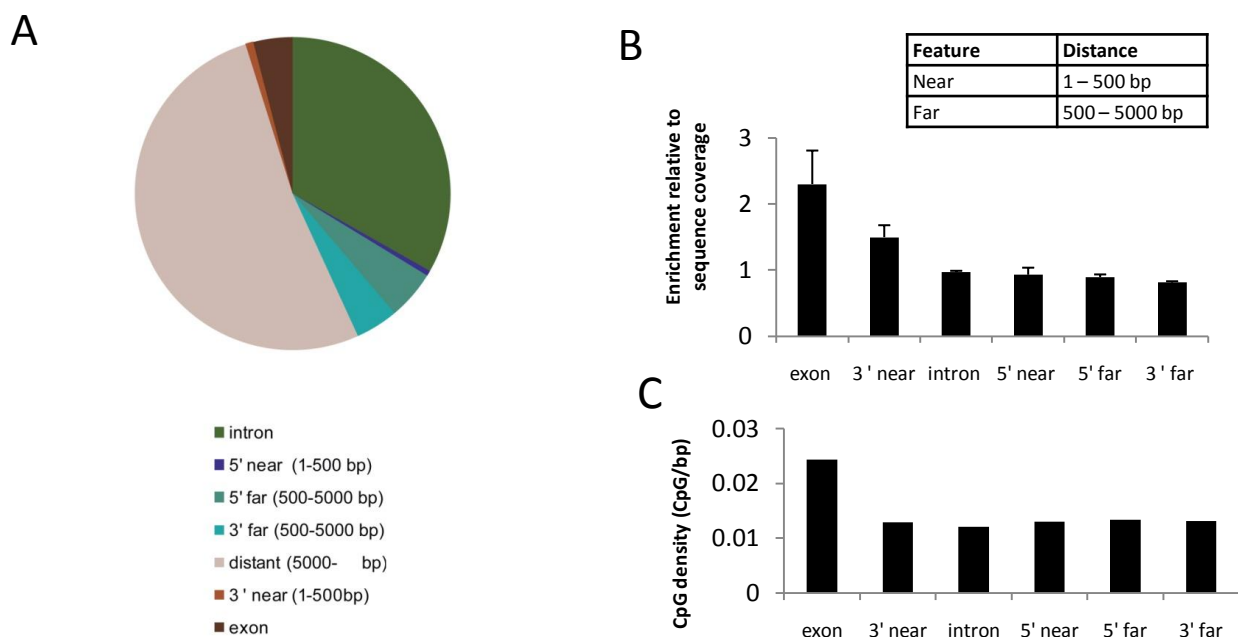 A
intron
5' near (1-500 bp)
5' far (500-5000 bp)
3' far (500-5000 bp)
distant (5000- bp)
3 ' near (1-500bp)
exon
B
Feature Distance
Near 1 – 500 bp
Far 500 – 5000 bp
Enrichment relative to
sequence coverage
3
2
1
0
exon 3 ' near intron 5' near 5' far 3 ' far
C
CpG density (CpG/bp)
0.03
0.02
0.01
0
exon 3' near intron 5' near 5' far 3' far